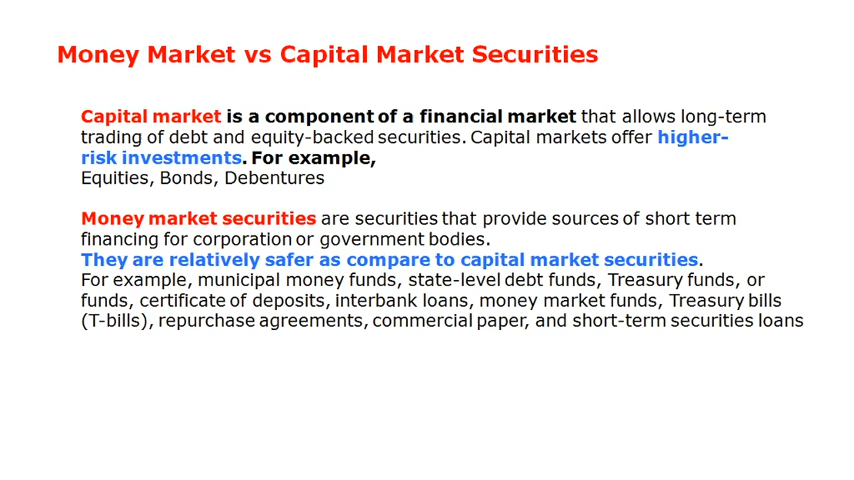 Money Market vs Capital Market Securities
Capital market is a component of a financial market that allows long-term
trading of debt and equity-backed securities. Capital markets offer higher-
risk investments. For example,
Equities, Bonds, Debentures
Money market securities are securities that provide sources of short term
financing for corporation or government bodies.
They are relatively safer as compare to capital market securities.
For example, municipal money funds, state-level debt funds, Treasury funds, or
funds, certificate of deposits, interbank loans, money market funds, Treasury bills
(T-bills), repurchase agreements, commercial paper, and short-term securities loans